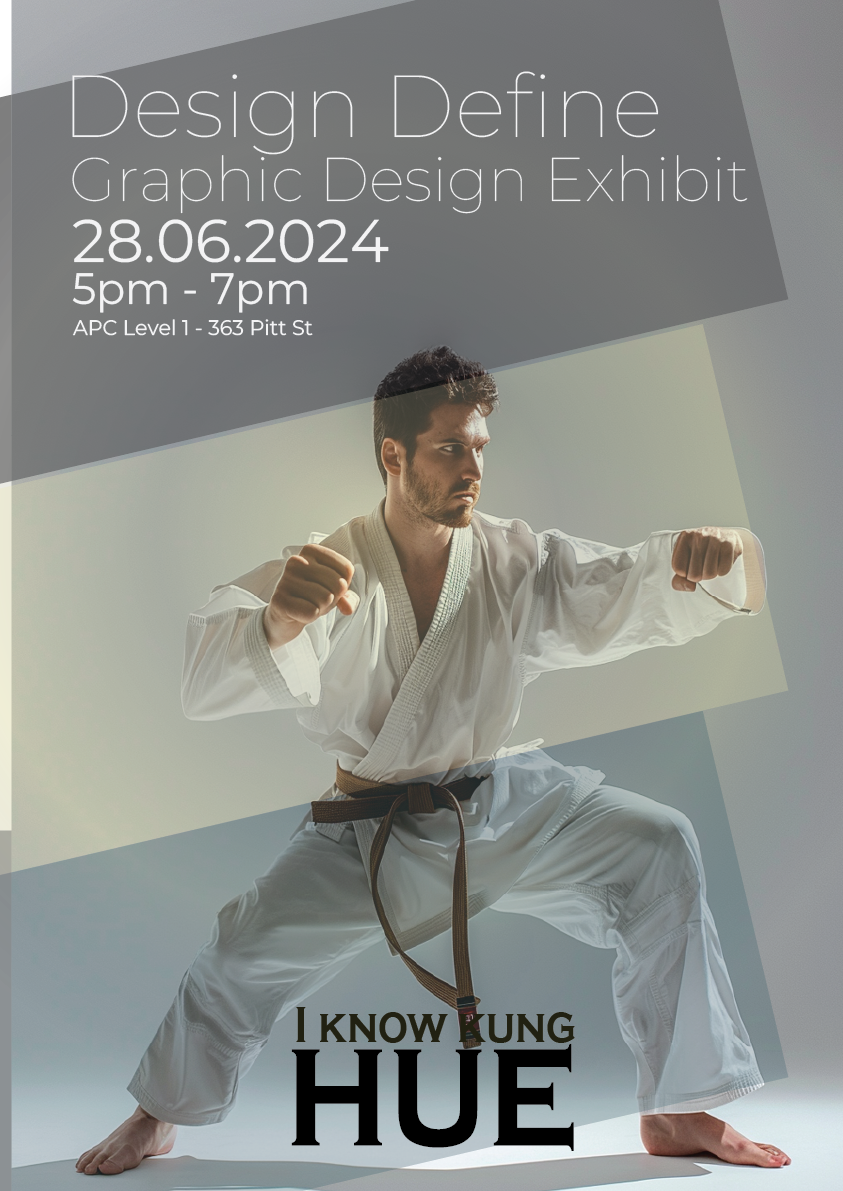 Design Define
Graphic Design Exhibit
28.06.2024
5pm - 7pm
APC Level 1 - 363 Pitt St
I KNOW KUNG
HUE